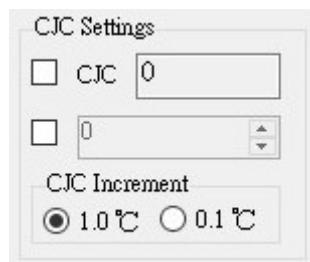 CJC Settings
CJC 0
0
CJC Increment
1.0 ℃ 0.1 ℃